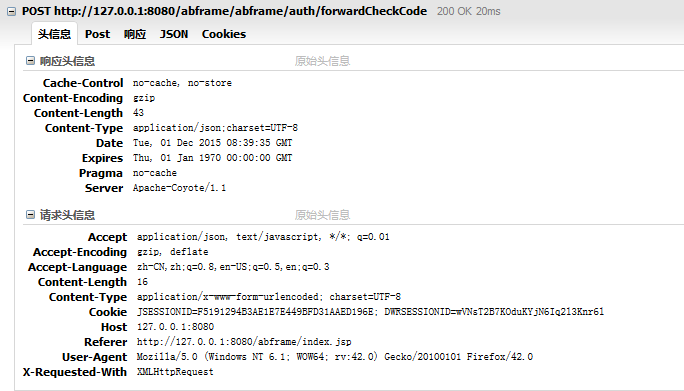 POST http://127.0.0.1:8080/abframe/abframe/auth/forwardCheckCode 200 OK 20ms
头信息 Post 响应 JSON Cookies
响应头信息 原始头信息
Cache-Control no-cache, no-store
Content-Encoding gzip
Content-Length 43
Content-Type application/json;charset=UTF-8
Date Tue, 01 Dec 2015 08:39:35 GMT
Expires Thu, 01 Jan 1970 00:00:00 GMT
Pragma no-cache
Server Apache-Coyote/1.1
请求头信息 原始头信息
Accept application/json, text/javascript, */*; q=0.01
Accept-Encoding gzip, deflate
Accept-Language zh-CN,zh;q=0.8,en-US;q=0.5,en;q=0.3
Content-Length 16
Content-Type application/x-www-form-urlencoded; charset=UTF-8
Cookie JSESSIONID=F5191294B3AE1E7E449BFD31AAED196E; DWRSESSIONID=wVNsT2B7KOduKYjN6Iq2l3Knr6l
Host 127.0.0.1:8080
Referer http://127.0.0.1:8080/abframe/index.jsp
User-Agent Mozilla/5.0 (Windows NT 6.1; WOW64; rv:42.0) Gecko/20100101 Firefox/42.0
X-Requested-With XMLHttpRequest